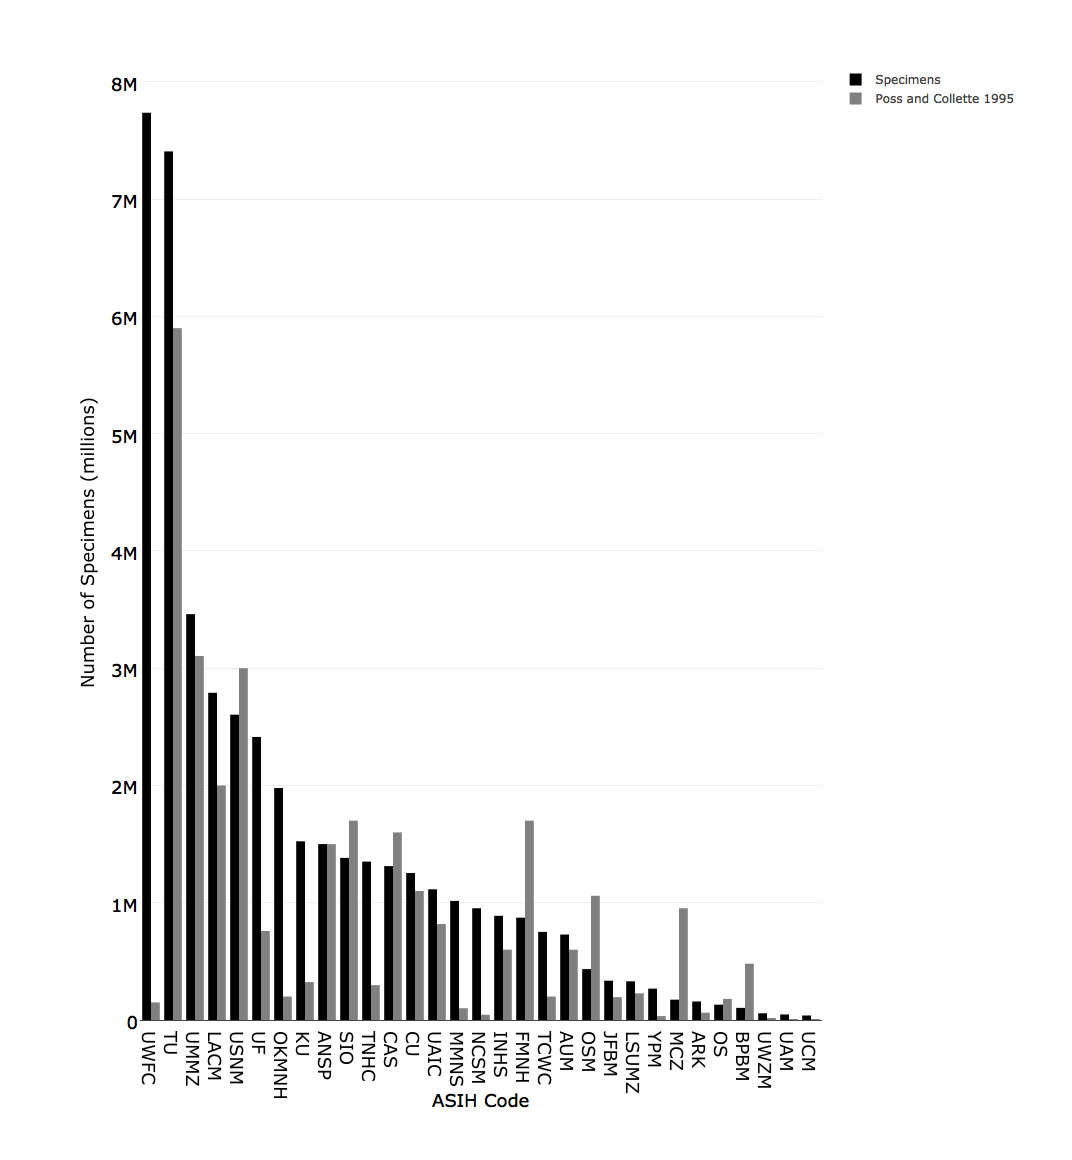 Specimens
Poss and Collette 1995
8M
7M
6M
5M
4M
3M
2M
1M
0
Number of Specimens (millions)
UWFC
TU
UMMZ
LACM
USNM
UF
OKMNH
KU
ANSP
SIO
TNHC
CAS
CU
UAIC
MMNS
NCSM
INHS
FMNH
TCWC
AUM
OSM
JFBM
LSUMZ
YPM
MCZ
ARK
OS
BPBM
UWZM
UAM
UCM
ASIH Code